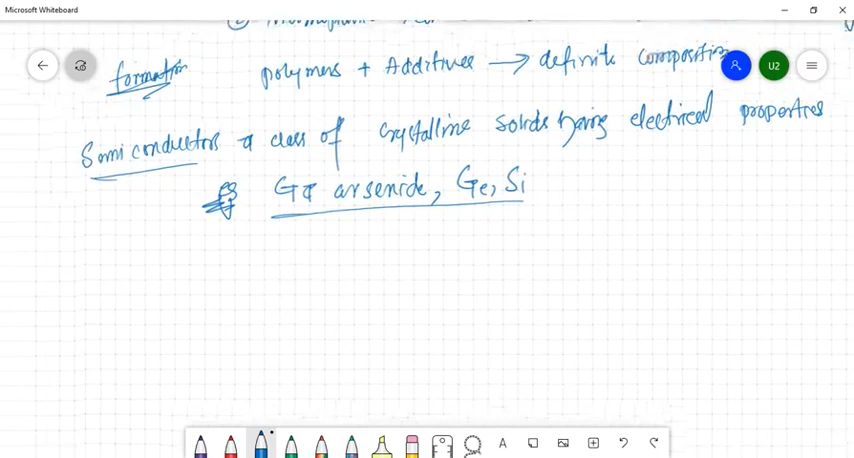 Microsoft Whiteboard
U2
formation polymers + Additives → definite composition
Semiconductors a class of crystalline solids having electrical properties
Ga arsenide, Ge, Si
A